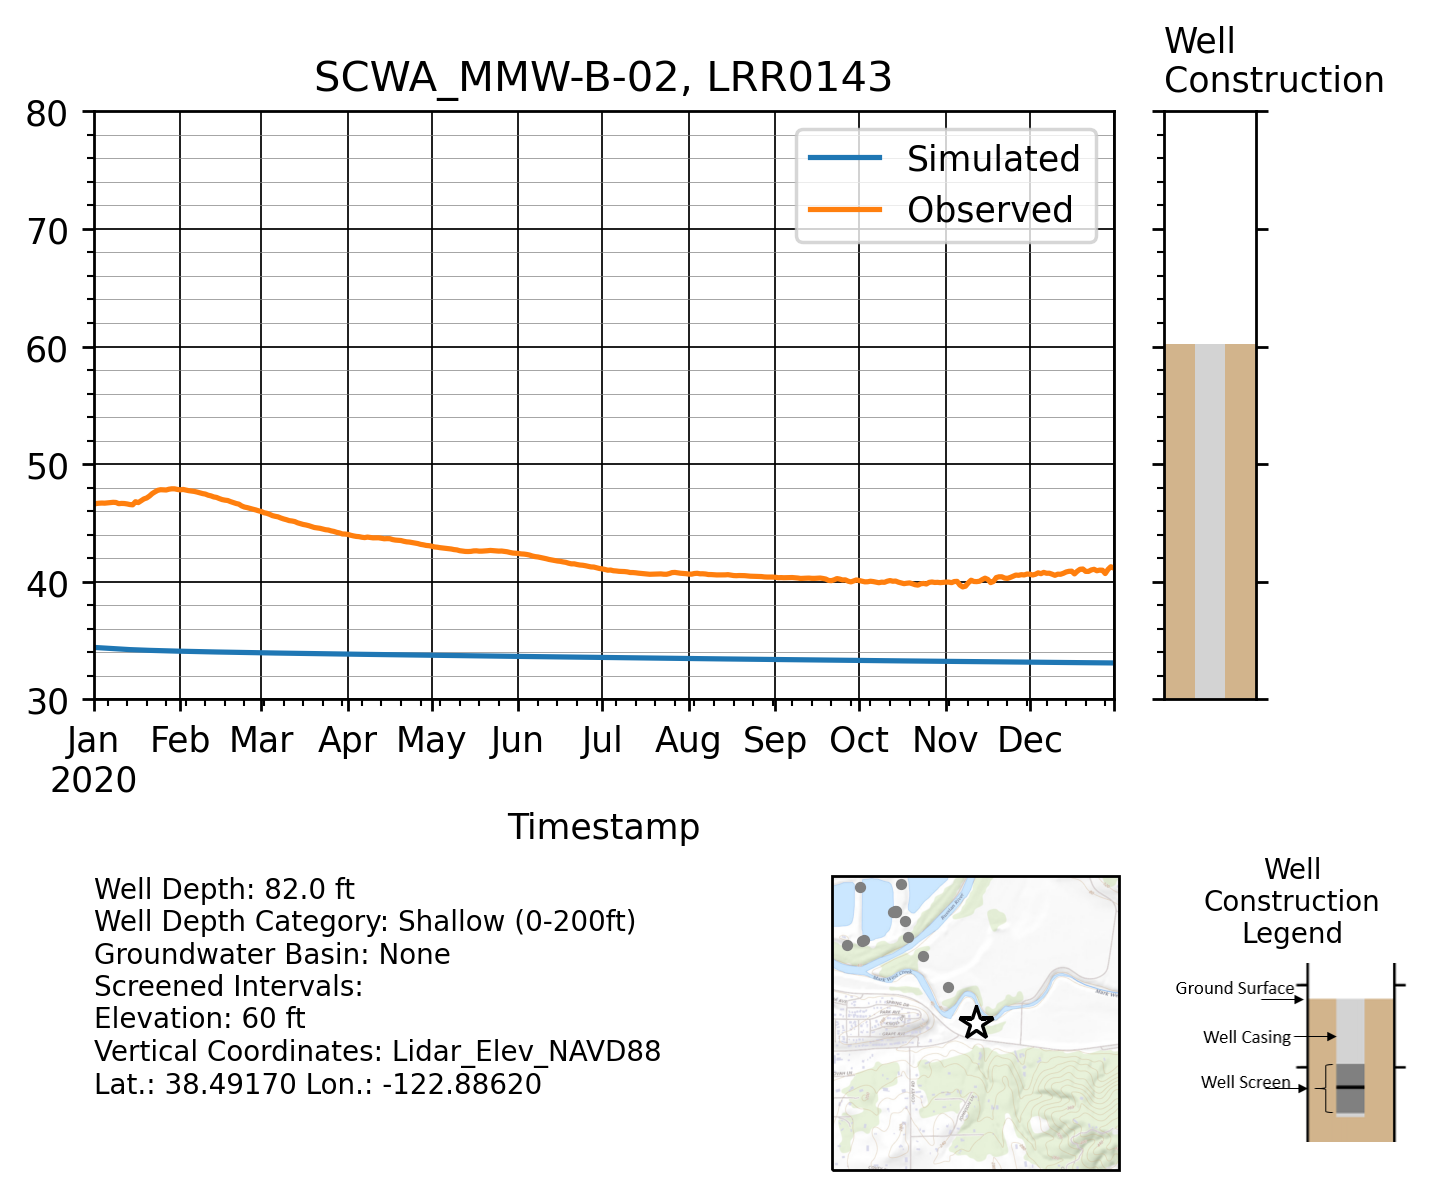 SCWA_MMW-B-02, LRR0143
Well
Construction
80
70
60
50
40
30
Simulated
Observed
Jan
2020
Feb
Mar
Apr
May
Jun
Jul
Aug
Sep
Oct
Nov
Dec
Timestamp
Well Depth: 82.0 ft
Well Depth Category: Shallow (0-200ft)
Groundwater Basin: None
Screened Intervals:
Elevation: 60 ft
Vertical Coordinates: Lidar_Elev_NAVD88
Lat.: 38.49170 Lon.: -122.88620
Well
Construction
Legend
Ground Surface
Well Casing
Well Screen